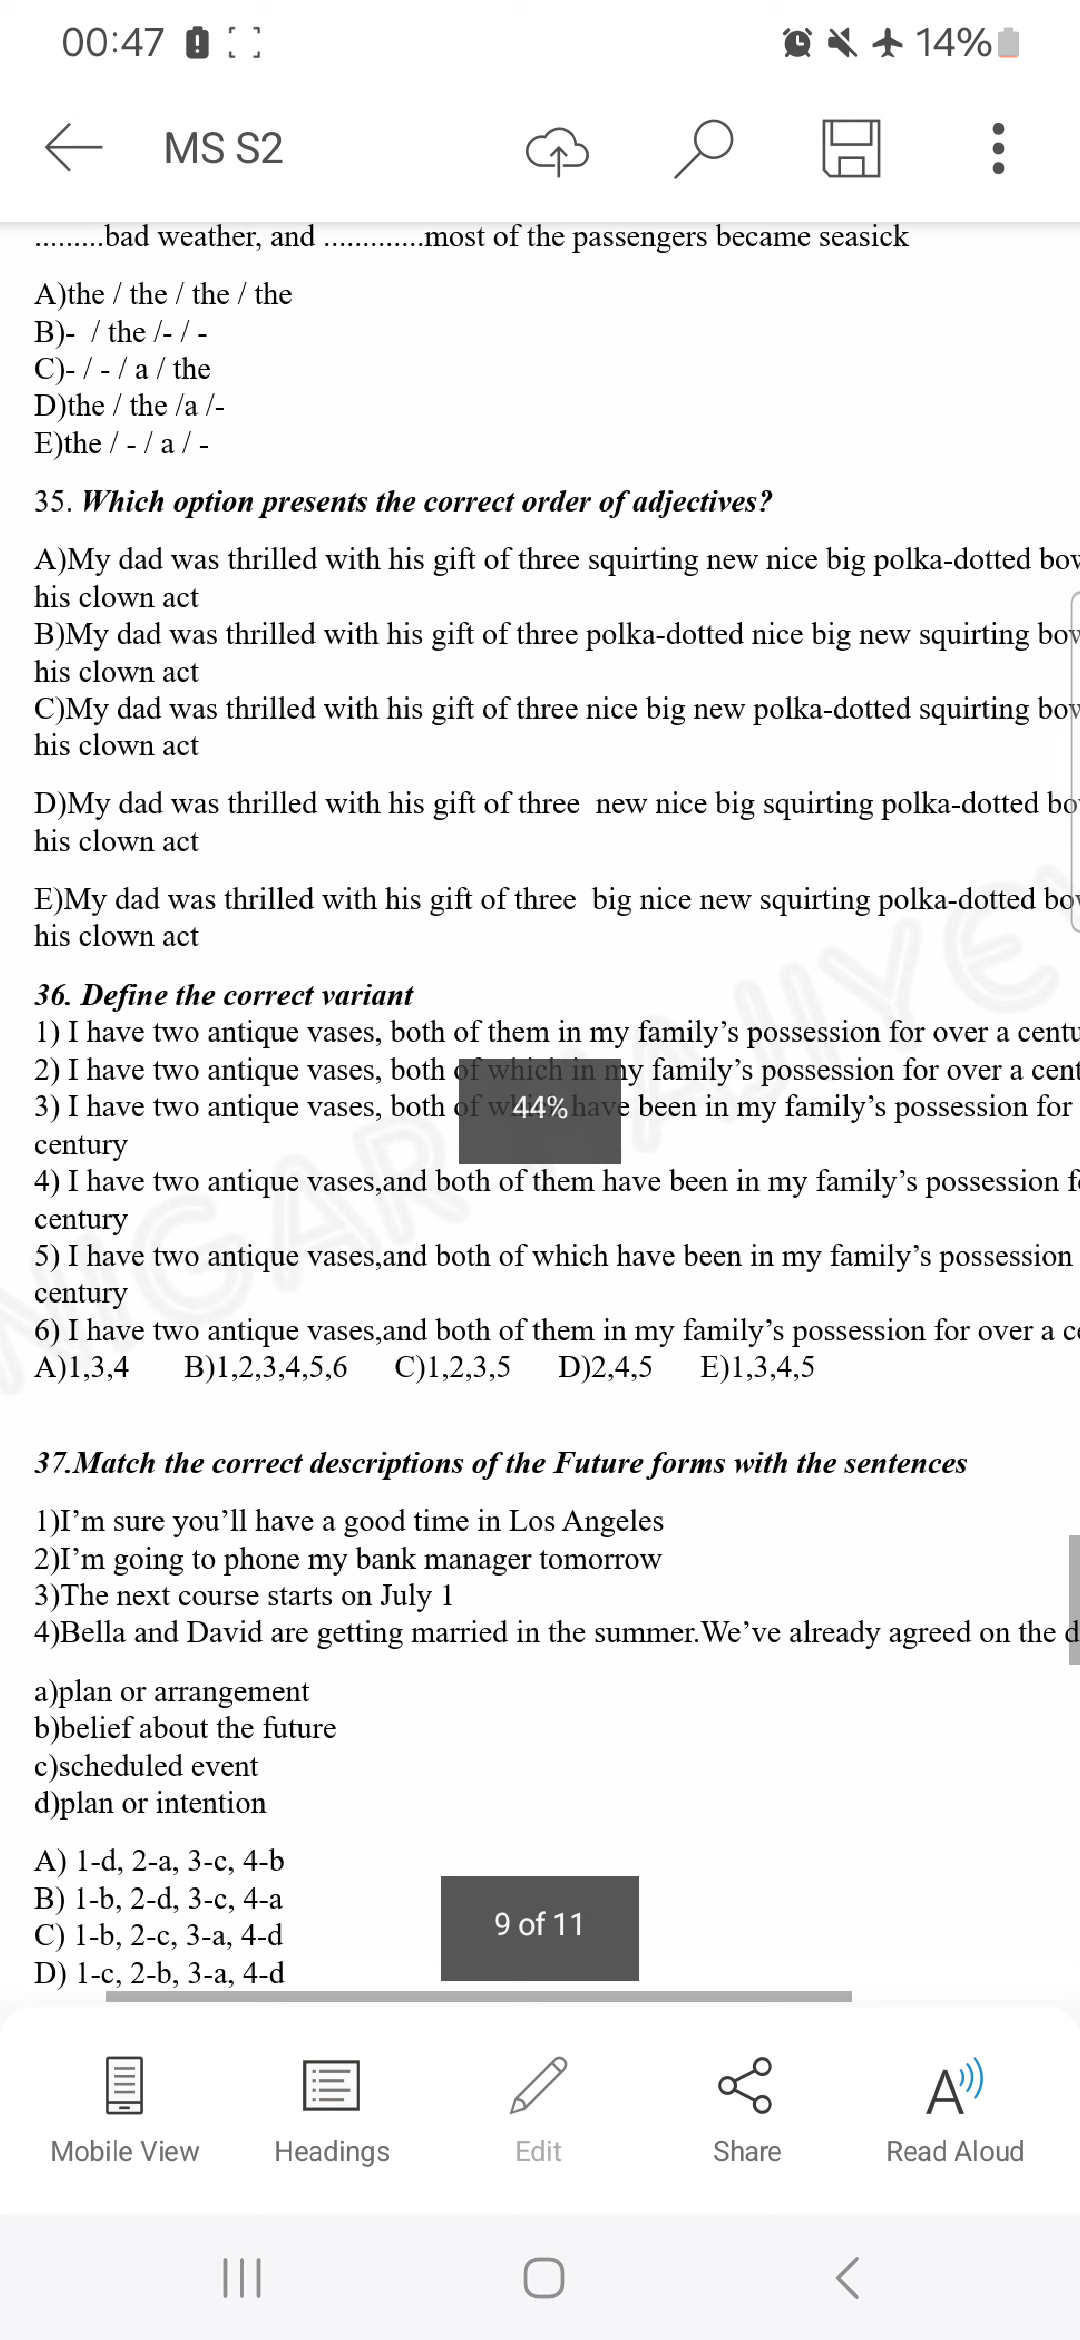 00:47
14%
MS S2
.........bad weather, and .............most of the passengers became seasick
A)the / the / the / the
B)- / the /- / -
C)- / - / a / the
D)the / the /a /-
E)the / - / a / -
35. Which option presents the correct order of adjectives?
A)My dad was thrilled with his gift of three squirting new nice big polka-dotted
his clown act
B)My dad was thrilled with his gift of three polka-dotted nice big new squirting
his clown act
C)My dad was thrilled with his gift of three nice big new polka-dotted squirting
his clown act
D)My dad was thrilled with his gift of three new nice big squirting polka-dotted
his clown act
E)My dad was thrilled with his gift of three big nice new squirting polka-dotted
his clown act
36. Define the correct variant
1) I have two antique vases, both of them in my family's possession for over a
2) I have two antique vases, both of which in my family's possession for over a
3) I have two antique vases, both of have been in my family's possession for
44%
century
4) I have two antique vases,and both of them have been in my family's possession
century
5) I have two antique vases,and both of which have been in my family's possession
century
6) I have two antique vases,and both of them in my family's possession for over a
A)1,3,4 B)1,2,3,4,5,6 C)1,2,3,5 D)2,4,5 E)1,3,4,5
37.Match the correct descriptions of the Future forms with the sentences
1)I'm sure you'll have a good time in Los Angeles
2)I'm going to phone my bank manager tomorrow
3)The next course starts on July 1
4)Bella and David are getting married in the summer.We've already agreed on the
a)plan or arrangement
b)belief about the future
c)scheduled event
d)plan or intention
A) 1-d, 2-a, 3-c, 4-b
B) 1-b, 2-d, 3-c, 4-a
C) 1-b, 2-c, 3-a, 4-d
D) 1-c, 2-b, 3-a, 4-d
9 of 11
Mobile View
Headings
Edit
Share
Read Aloud